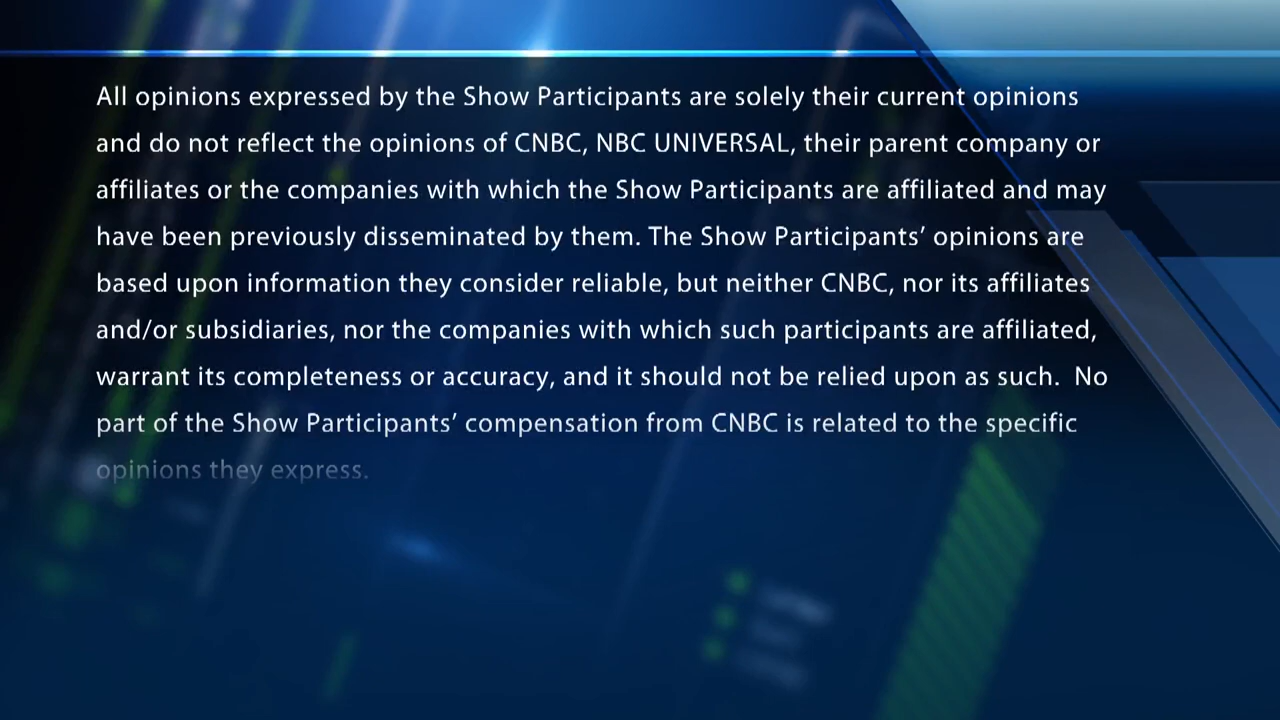 All opinions expressed by the Show Participants are solely their current opinions
and do not reflect the opinions of CNBC, NBC UNIVERSAL, their parent company or
affiliates or the companies with which the Show Participants are affiliated and may
have been previously disseminated by them. The Show Participants’ opinions are
based upon information they consider reliable, but neither CNBC, nor its affiliates
and/or subsidiaries, nor the companies with which such participants are affiliated,
warrant its completeness or accuracy, and it should not be relied upon as such.  No
part of the Show Participants’ compensation from CNBC is related to the specific
opinions they express.